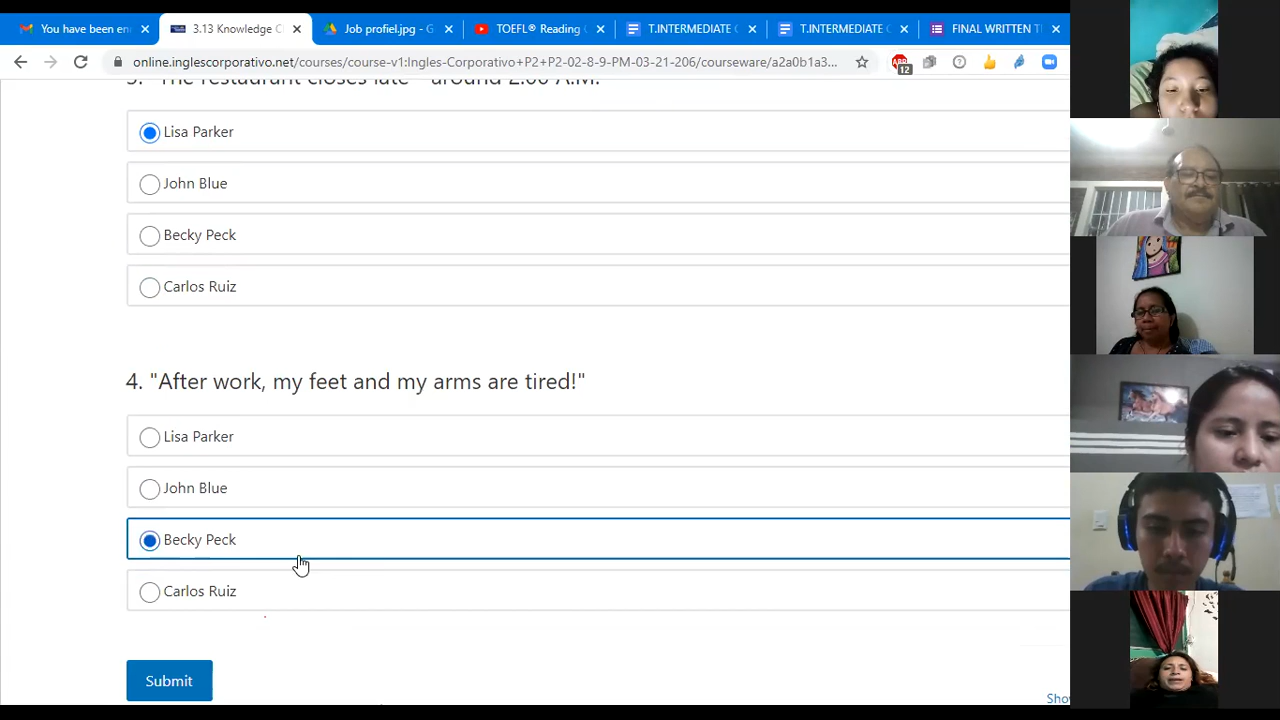 You have been en
3.13 Knowledge C
Job profiel.jpg - G
TOEFL® Reading
T.INTERMEDIATE
T.INTERMEDIATE
FINAL WRITTEN T
online.inglescorporativo.net/courses/course-v1:Ingles-Corporativo+P2+P2-02-8-9-PM-03-21-206/courseware/a2a0b1a3...
12
Lisa Parker
John Blue
Becky Peck
Carlos Ruiz
4. "After work, my feet and my arms are tired!"
Lisa Parker
John Blue
Becky Peck
Carlos Ruiz
Submit